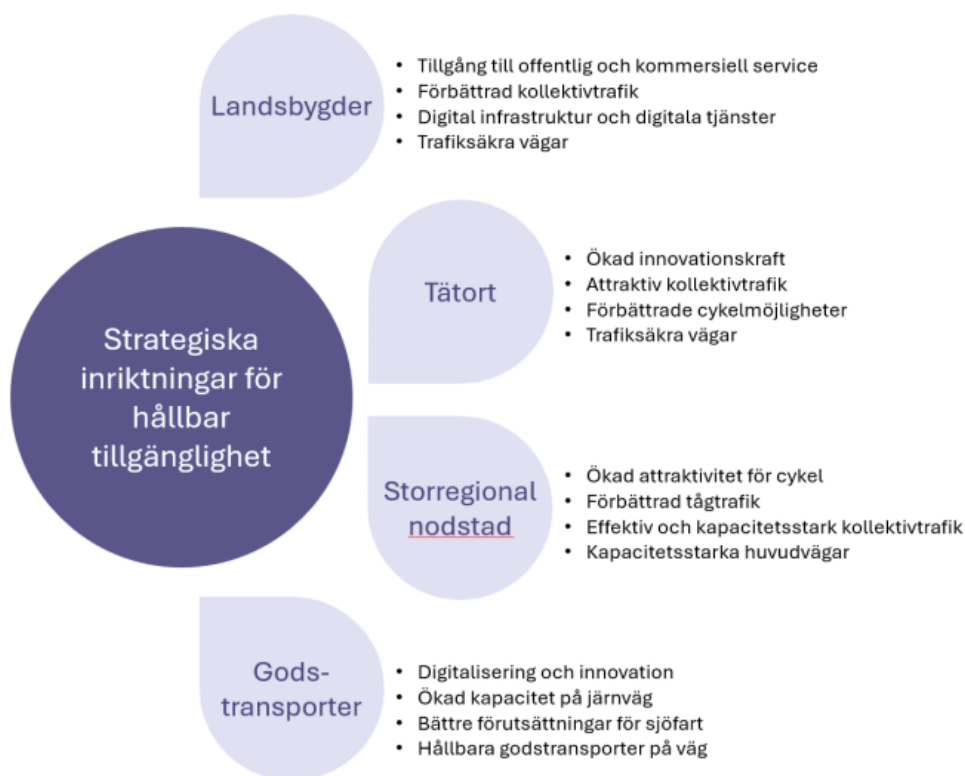 Landsbygder
• Tillgång till offentlig och kommersiell service
• Förbättrad kollektivtrafik
• Digital infrastruktur och digitala tjänster
• Trafiksäkra vägar
Tätort
• Ökad innovationskraft
• Attraktiv kollektivtrafik
• Förbättrade cykelmöjligheter
• Trafiksäkra vägar
Strategiska
inriktningar för
hållbar
tillgänglighet
Storregional
nodstad
• Ökad attraktivitet för cykel
• Förbättrad tågtrafik
• Effektiv och kapacitetsstark kollektivtrafik
• Kapacitetsstarka huvudvägar
Gods-
transporter
• Digitalisering och innovation
• Ökad kapacitet på järnväg
• Bättre förutsättningar för sjöfart
• Hållbara godstransporter på väg